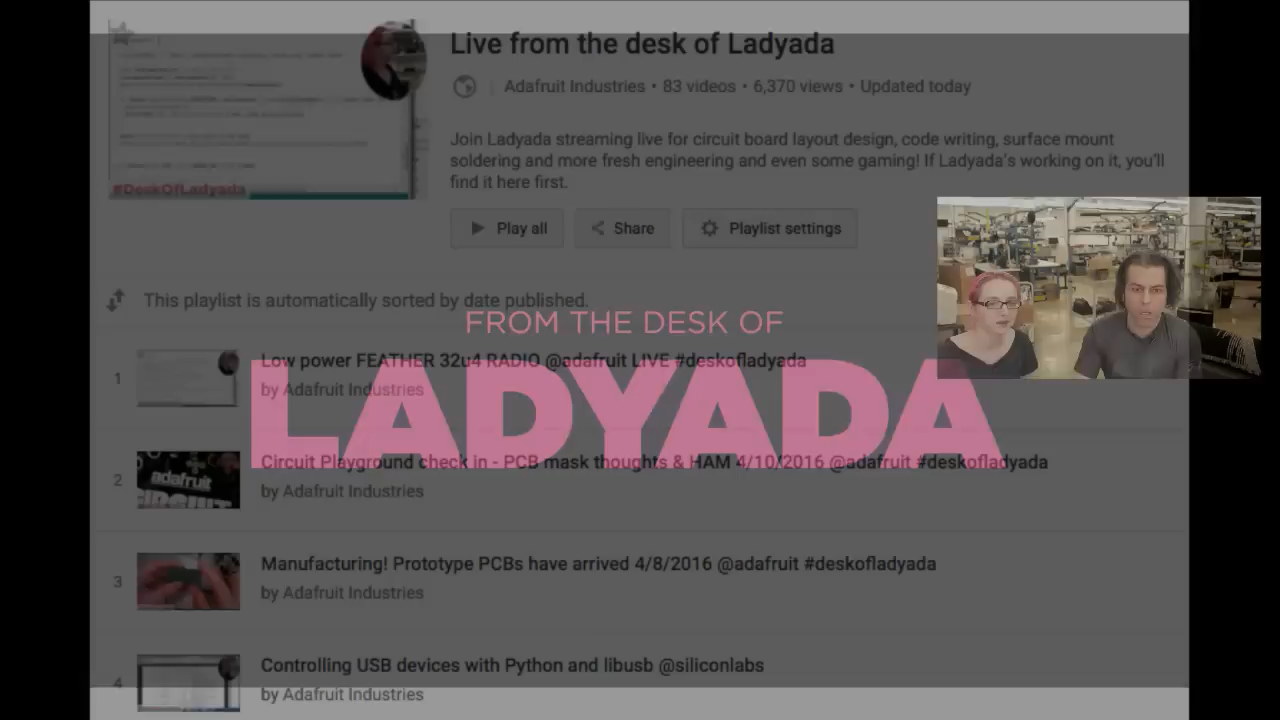 Live from the desk of Ladyada
Adafruit Industries • 83 videos • 6,370 views • Updated today
Join Ladyada streaming live for circuit board layout design, code writing, surface mount
soldering and more fresh engineering and even some gaming! If Ladyada's working on it, you'll
find it here first.
#DeskOfLadyada
Play all
Share
Playlist settings
This playlist is automatically sorted by date published.
FROM THE DESK OF
LADYADA
1
Low power FEATHER 32u4 RADIO @adafruit LIVE #deskofladyada
by Adafruit Industries
2
adafruit
CIRCUIT
Circuit Playground check in - PCB mask thoughts & HAM 4/10/2016 @adafruit #deskofladyada
by Adafruit Industries
3
Manufacturing! Prototype PCBs have arrived 4/8/2016 @adafruit #deskofladyada
by Adafruit Industries
4
Controlling USB devices with Python and libusb @siliconlabs
by Adafruit Industries